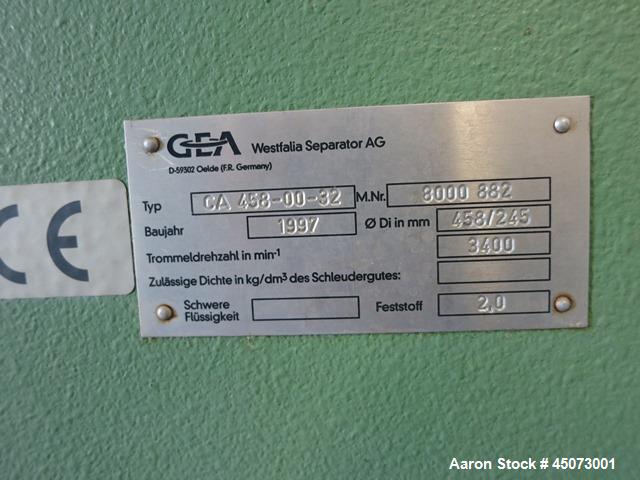 GEA Westfalia Separator AG
D-59302 Oelde (F.R. Germany)
Typ CA 458-00-32 M.Nr. 8000 882
Baujahr 1997 Ø Di in mm 458/245
Trommeldrehzahl in min-1 3400
Zulässige Dichte in kg/dm³ des Schleudergutes:
Schwere Flüssigkeit Feststoff 2,0
CE
Aaron Stock # 45073001